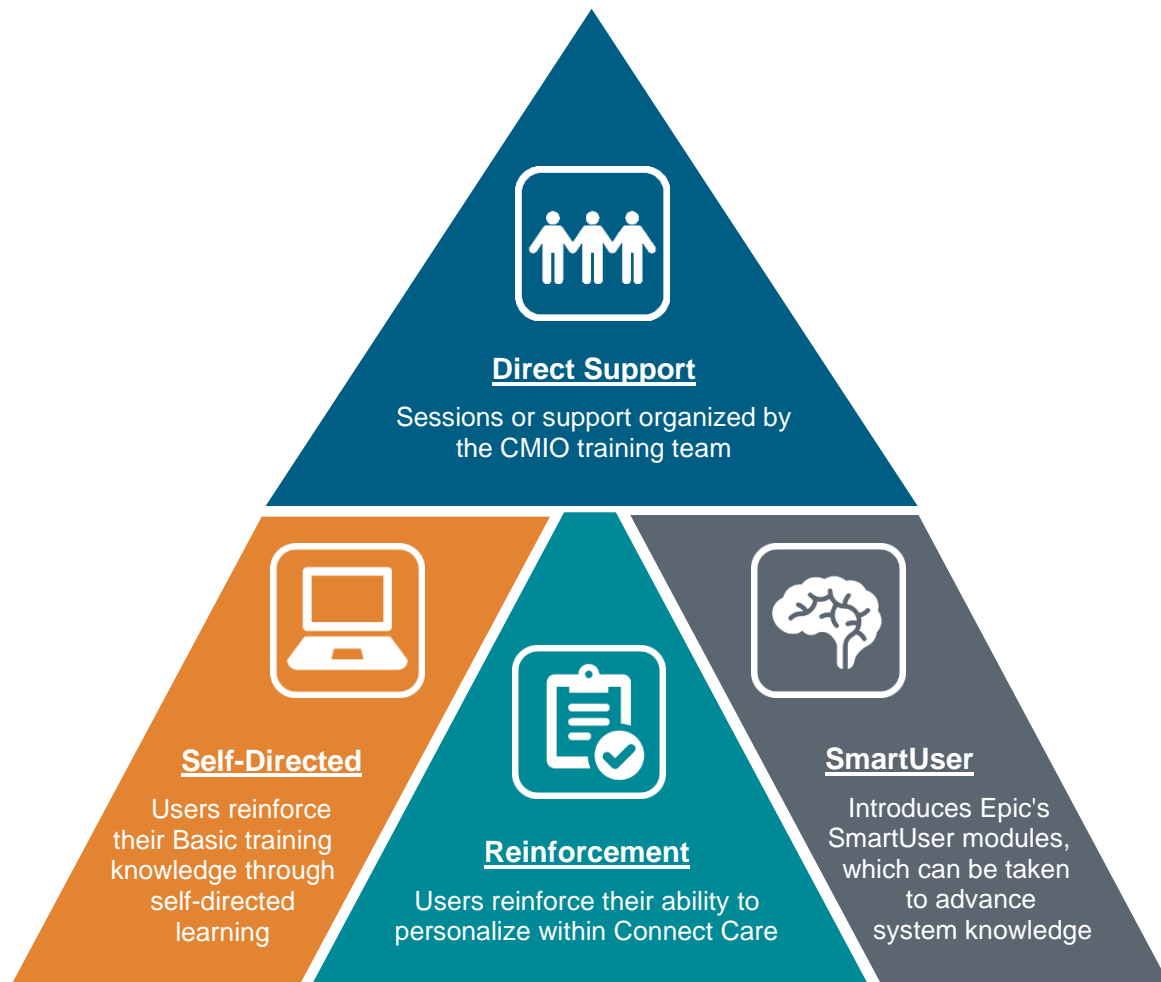 Direct Support
Sessions or support organized by
the CMIO training team
Self-Directed
Users reinforce
their Basic training
knowledge through
self-directed
learning
Reinforcement
Users reinforce their ability to
personalize within Connect Care
SmartUser
Introduces Epic's
SmartUser modules,
which can be taken
to advance
system knowledge